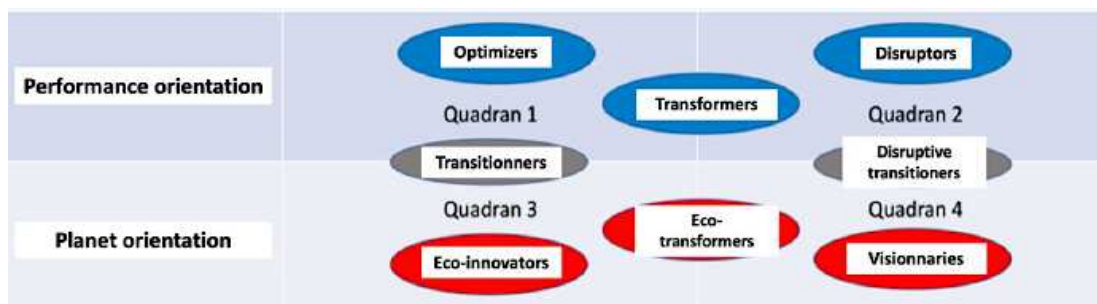 Optimizers
Disruptors
Performance orientation
Transformers
Quadran 1
Quadran 2
Transitionners
Disruptive
transitioners
Quadran 3
Quadran 4
Planet orientation
Eco-
transformers
Eco-innovators
Visionnaries